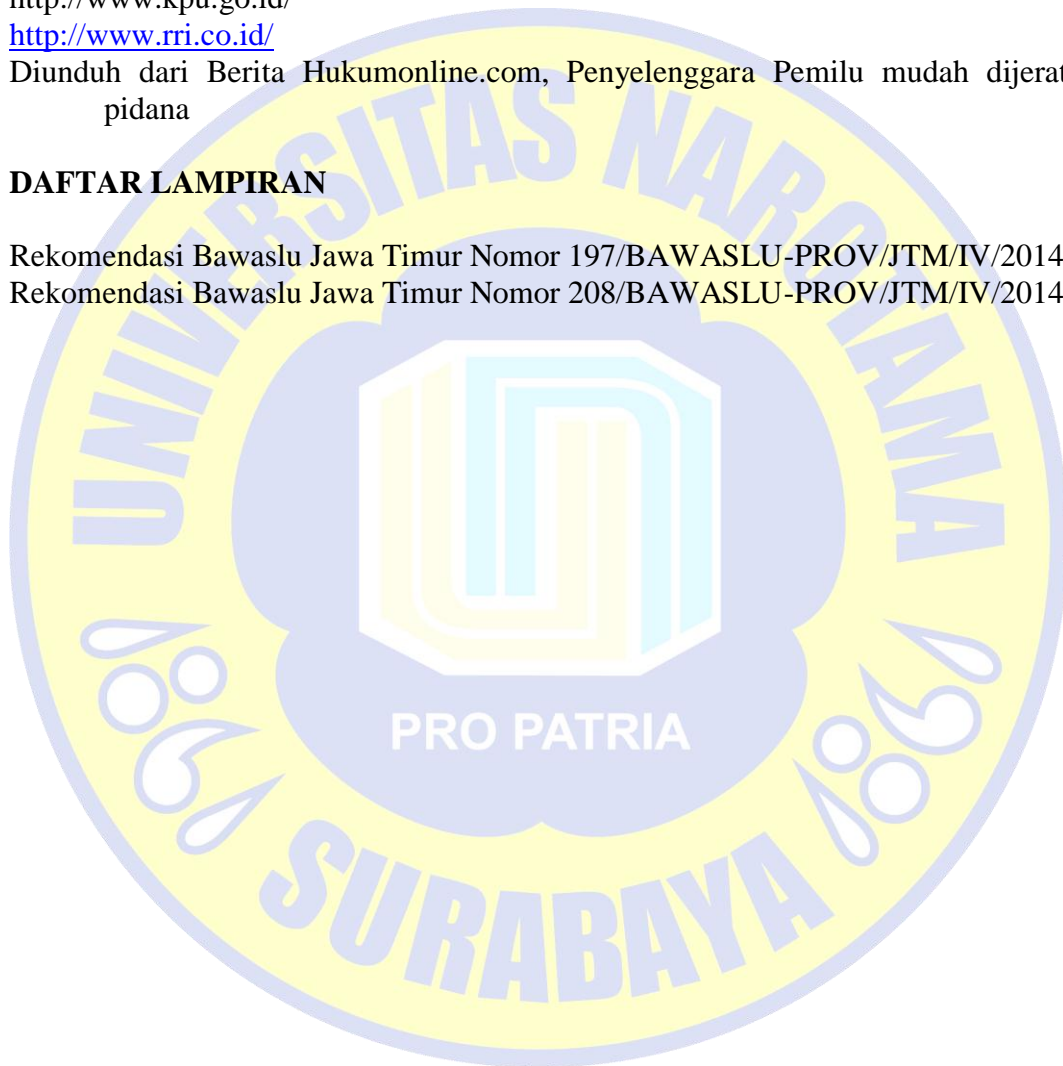 http://www.kpu.go.id/
http://www.rri.co.id/
Diunduh dari Berita Hukumonline.com, Penyelenggara Pemilu mudah dijerat
pidana
DAFTAR LAMPIRAN
Rekomendasi Bawaslu Jawa Timur Nomor 197/BAWASLU-PROV/JTM/IV/2014
Rekomendasi Bawaslu Jawa Timur Nomor 208/BAWASLU-PROV/JTM/IV/2014
UNIVERSITAS NAROTAMA
PRO PATRIA
SURABAYA